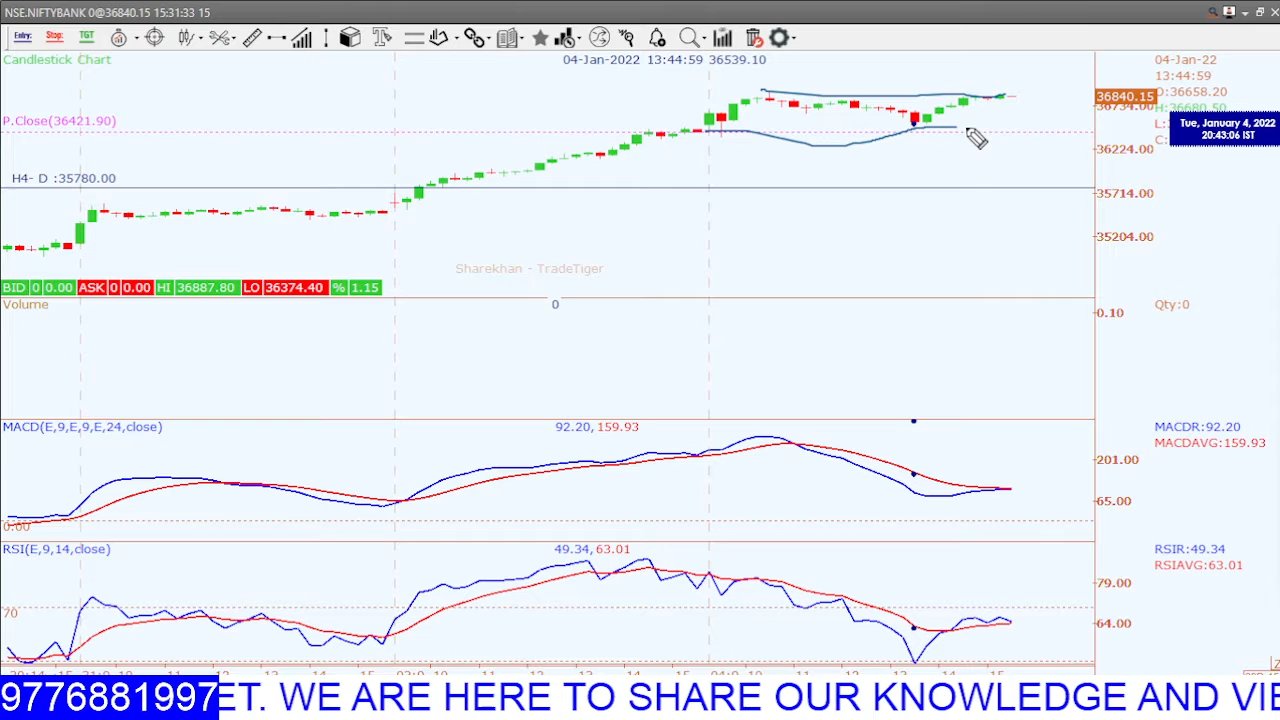 NSE.NIFTYBANK 0@36840.15 15:31:33 15
Entry: Stop: TGT
Candlestick Chart
04-Jan-2022 13:44:59 36539.10
04-Jan-22
13:44:59
O:36658.20
H:36680.50
L:
C:
Tue, January 4, 2022
20:43:06 IST
36840.15
36734.00
36224.00
35714.00
35204.00
P.Close(36421.90)
H4- D :35780.00
Sharekhan - TradeTiger
BID 0 0.00 ASK 0 0.00 HI 36887.80 LO 36374.40 % 1.15
Volume
0
0.10
Qty:0
MACD(E,9,E,9,E,24,close)
92.20,159.93
MACDR:92.20
MACDAVG:159.93
201.00
65.00
0.00
RSI(E,9,14,close)
49.34,63.01
RSIR:49.34
RSIAVG:63.01
79.00
70
64.00
9776881997
ET. WE ARE HERE TO SHARE OUR KNOWLEDGE AND VIE